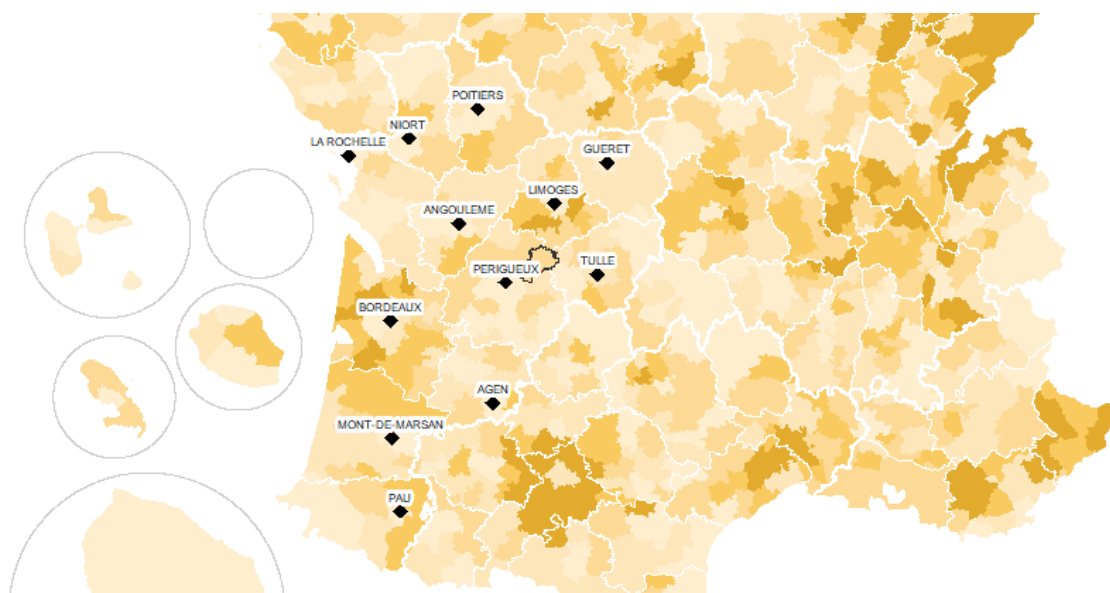 POITIERS
NIORT
LA ROCHELLE
GUERET
LIMOGES
ANGOULEME
TULLE
PERIGUEUX
BORDEAUX
AGEN
MONT-DE-MARSAN
PAU